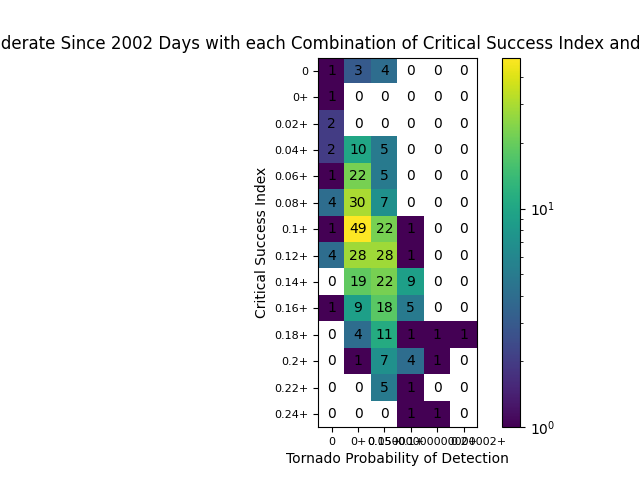 derate Since 2002 Days with each Combination of Critical Success Index and
0 1 3 4 0 0 0
0+ 1 0 0 0 0 0
0.02+ 2 0 0 0 0 0
0.04+ 2 10 5 0 0 0
0.06+ 1 22 5 0 0 0
0.08+ 4 30 7 0 0 0
0.1+ 1 49 22 1 0 0
0.12+ 4 28 28 1 0 0
0.14+ 0 19 22 9 0 0
0.16+ 1 9 18 5 0 0
0.18+ 0 4 11 1 1 1
0.2+ 0 1 7 4 1 0
0.22+ 0 0 5 1 0 0
0.24+ 0 0 0 1 1 0
Critical Success Index
0 0+
Tornado Probability of Detection
10^1
10^0